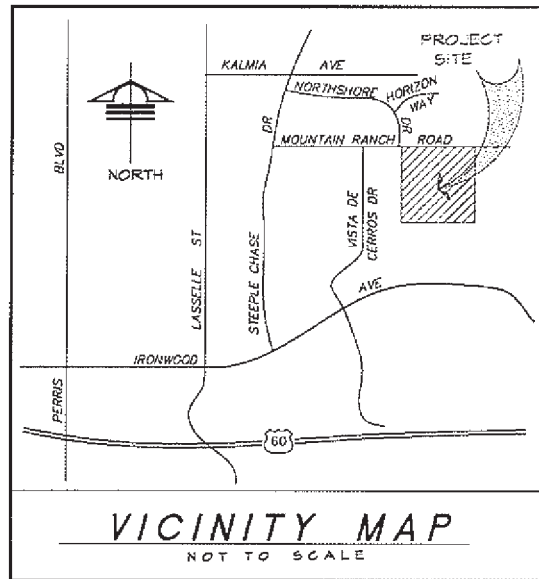 PROJECT
SITE
KALMIA AVE
NORTHSHORE DR
HORIZON
WAY
MOUNTAIN RANCH ROAD
NORTH
PERRIS BLVD
LASSELLE ST
STEEPLE CHASE DR
VISTA DE
CERROS DR
IRONWOOD AVE
60
VICINITY MAP
NOT TO SCALE